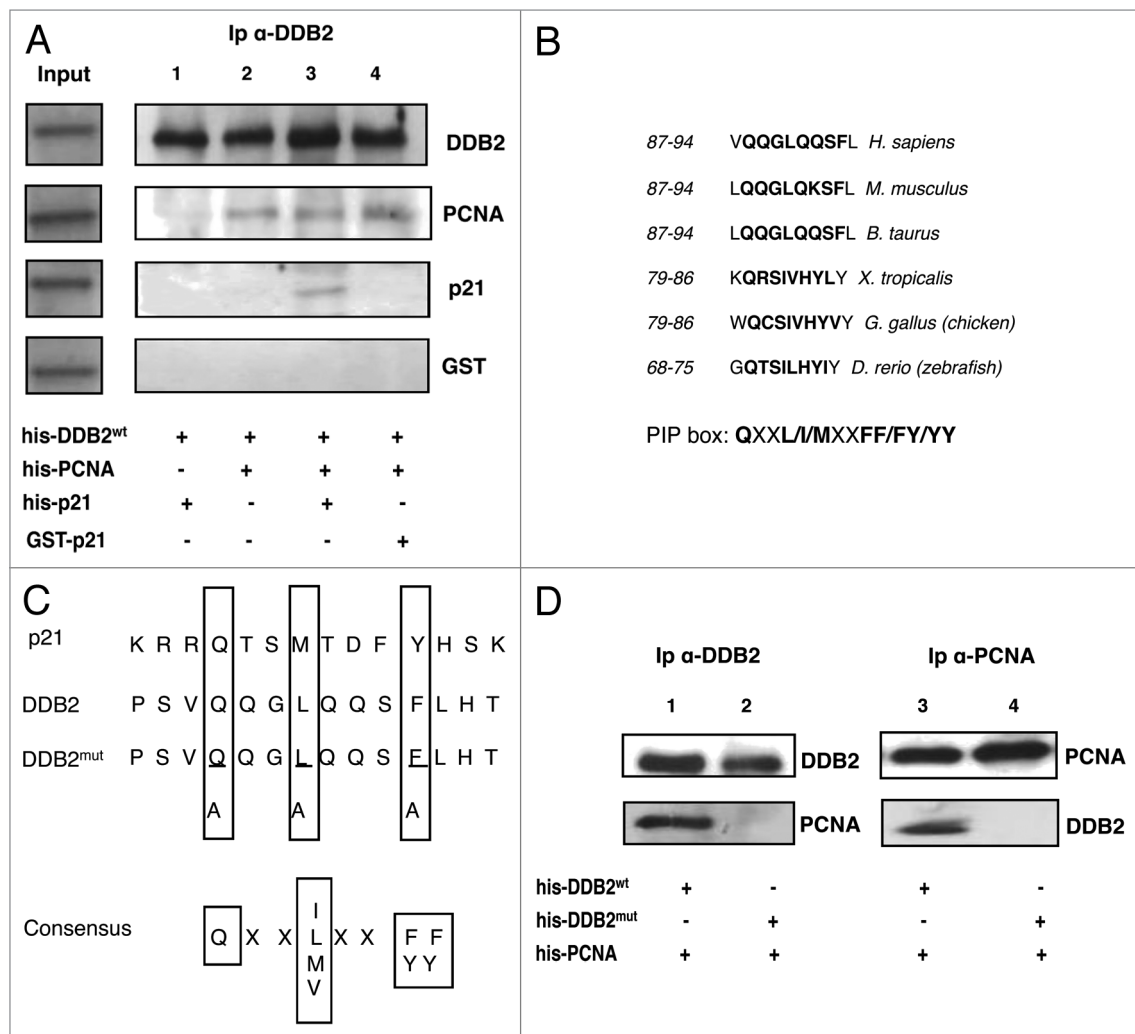 A
Ip α-DDB2
Input 1 2 3 4
DDB2
PCNA
p21
GST
his-DDB2wt + + + +
his-PCNA - + + +
his-p21 + - + -
GST-p21 - - - +
B
87-94 VQQGLQQSFL H. sapiens
87-94 LQQGLQKSFL M. musculus
87-94 LQQGLQQSFL B. taurus
79-86 KQRSIVHYLY X. tropicalis
79-86 WQCSIVHYVY G. gallus (chicken)
68-75 GQTSILHYIY D. rerio (zebrafish)
PIP box: QXXL/I/MXXFF/FY/YY
C
p21 K R R Q T S M T D F Y H S K
DDB2 P S V Q Q G L Q Q S F L H T
DDB2mut P S V Q Q G L Q Q S F L H T
A A A
I
Consensus Q X X L X X F F
M Y Y
V
D
Ip α-DDB2 Ip α-PCNA
1 2 3 4
DDB2 PCNA
PCNA DDB2
his-DDB2wt + - + -
his-DDB2mut - + - +
his-PCNA + + + +